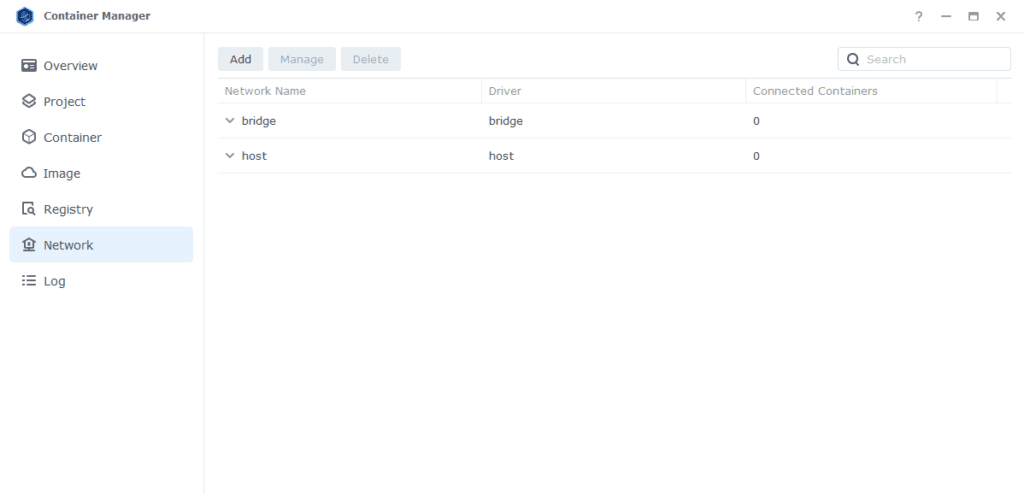 Container Manager
?
Overview
Project
Container
Image
Registry
Network
Log
Add Manage Delete Search
Network Name Driver Connected Containers
bridge bridge 0
host host 0